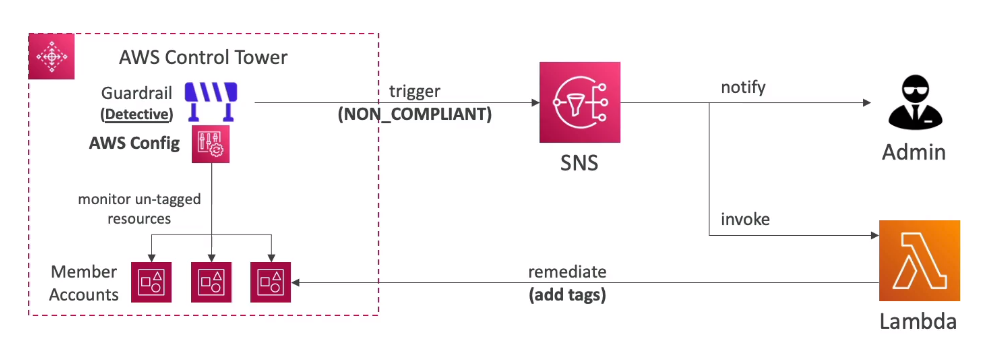 AWS Control Tower
Guardrail
(Detective)
AWS Config
monitor un-tagged
resources
Member
Accounts
trigger
(NON_COMPLIANT)
SNS
notify
Admin
invoke
remediate
(add tags)
Lambda